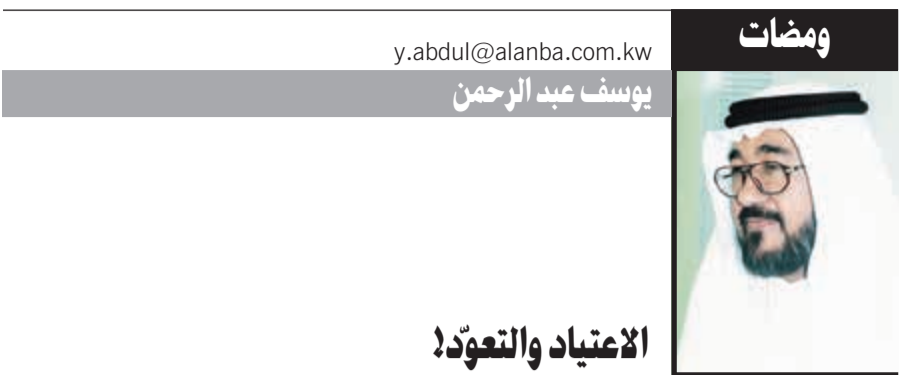 ومضات
y.abdul@alanba.com.kw
يوسف عبد الرحمن
الاعتياد والتعوّد!